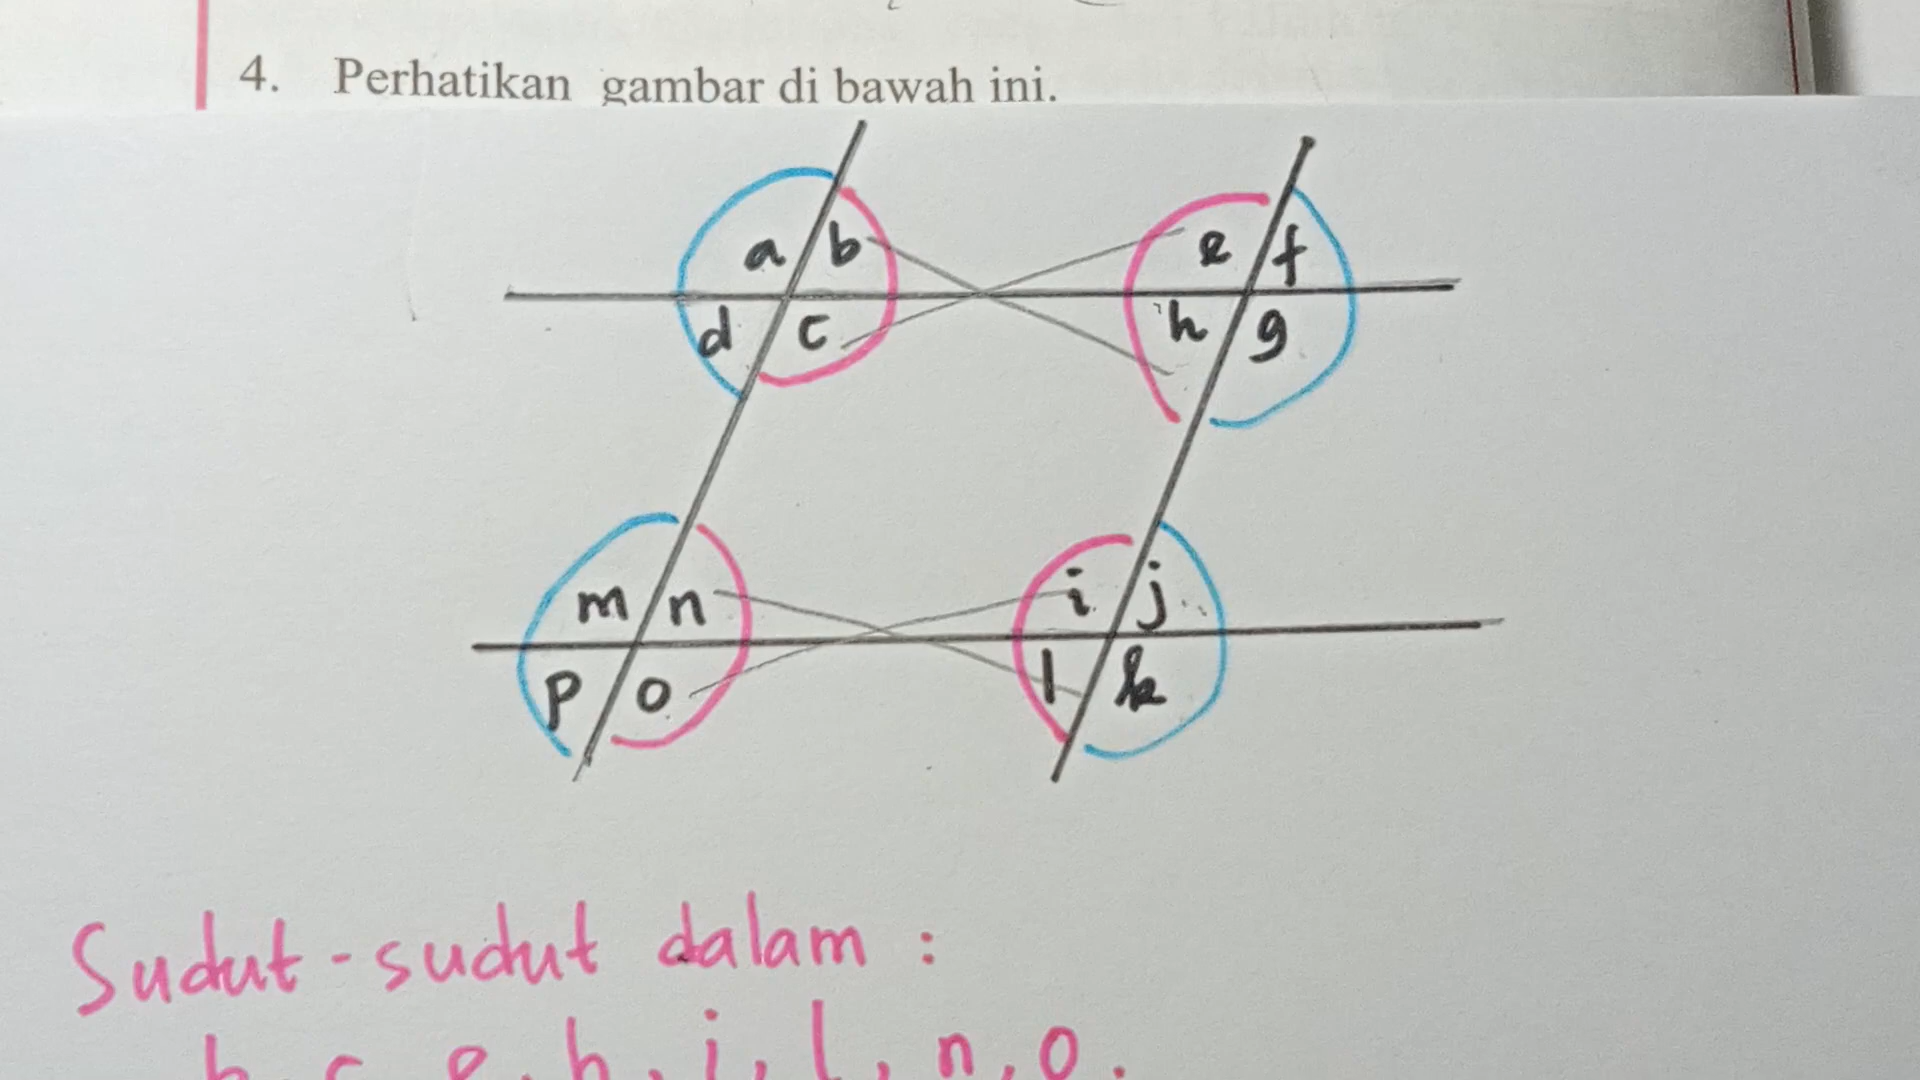 4. Perhatikan gambar di bawah ini.
a b e f
d c h g
m n i j
p o l k
Sudut-sudut dalam :
b, c, e, h, i, l, n, o.